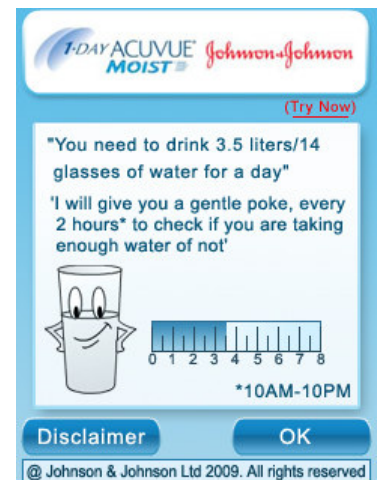 1·DAY ACUVUE® Johnson & Johnson
MOIST
(Try Now)
"You need to drink 3.5 liters/14
glasses of water for a day"
'I will give you a gentle poke, every
2 hours* to check if you are taking
enough water of not'
0 1 2 3 4 5 6 7 8
*10AM-10PM
Disclaimer OK
@ Johnson & Johnson Ltd 2009. All rights reserved